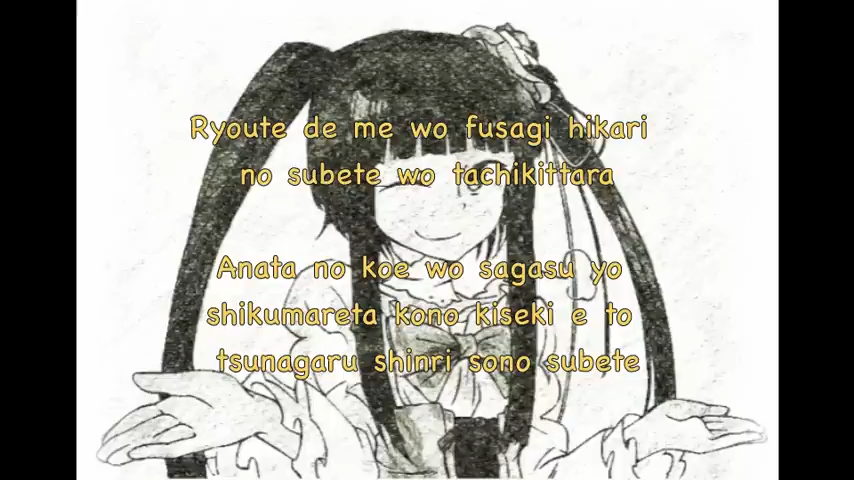 Ryoute de me wo fusagi hikari
no subete wo tachikittara
Anata no koe wo sagasu yo
shikumareta kono kiseki e to
tsunagaru shinri sono subete